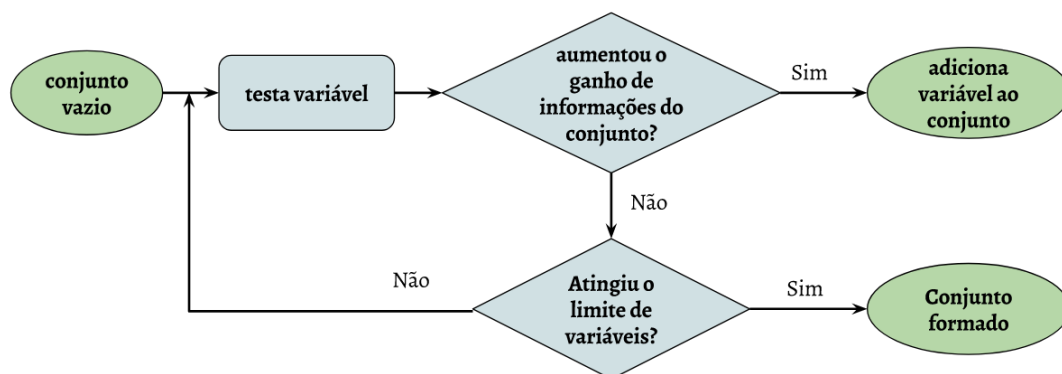 conjunto
vazio
testa variável
aumentou o
ganho de
informações do
conjunto?
Sim
adiciona
variável ao
conjunto
Não
Não
Atingiu o
limite de
variáveis?
Sim
Conjunto
formado